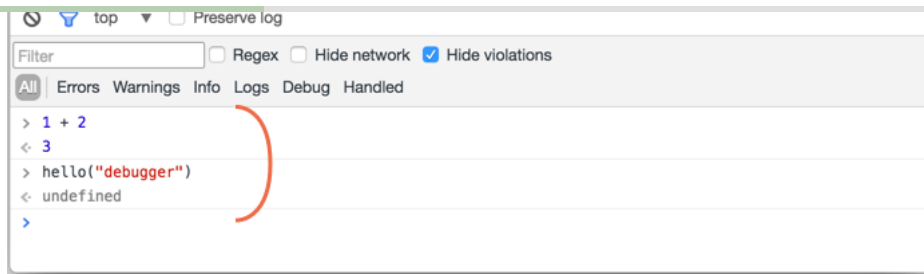 top ▼ Preserve log
Filter Regex Hide network Hide violations
All Errors Warnings Info Logs Debug Handled
> 1 + 2
<· 3
> hello("debugger")
<· undefined
>